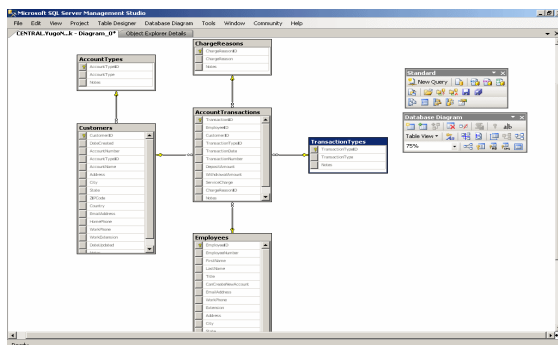 Microsoft SQL Server Management Studio
File Edit View Project Table Designer Database Diagram Tools Window Community Help
CENTRAL.YugoN...k - Diagram_0* Object Explorer Details
ChargeReasons
ChargeReasonID
ChargeReason
Notes
AccountTypes
AccountTypeID
AccountType
Notes
Standard
New Query
Database Diagram
Table View
75%
Customers
CustomerID
DateCreated
AccountNumber
AccountTypeID
AccountName
Address
City
State
ZIPCode
Country
EmailAddress
HomePhone
WorkPhone
WorkExtension
DateUpdated
AccountTransactions
TransactionID
EmployeeID
CustomerID
TransactionTypeID
TransactionDate
TransactionNumber
DepositAmount
WithdrawalAmount
ServiceCharge
ChargeReasonID
Notes
TransactionTypes
TransactionTypeID
TransactionType
Notes
Employees
EmployeeID
EmployeeNumber
FirstName
LastName
Title
CanCreateNewAccount
EmailAddress
WorkPhone
Extension
Address
City
State